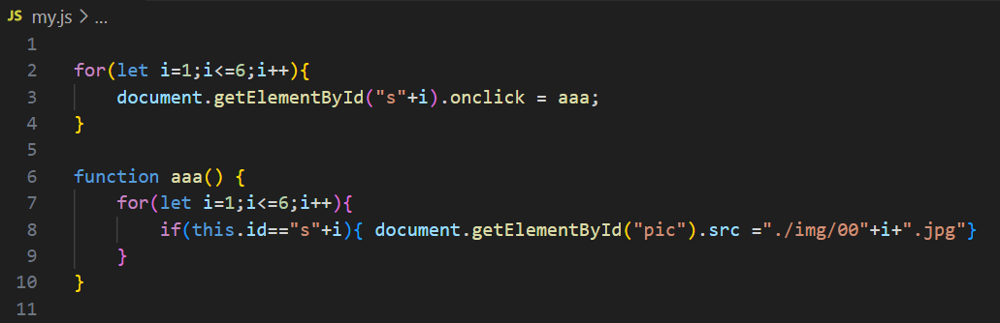 JS my.js > ...
1
2 for(let i=1;i<=6;i++){
3 document.getElementById("s"+i).onclick = aaa;
4 }
5
6 function aaa() {
7 for(let i=1;i<=6;i++){
8 if(this.id=="s"+i){ document.getElementById("pic").src ="./img/00"+i+".jpg"}
9 }
10 }
11